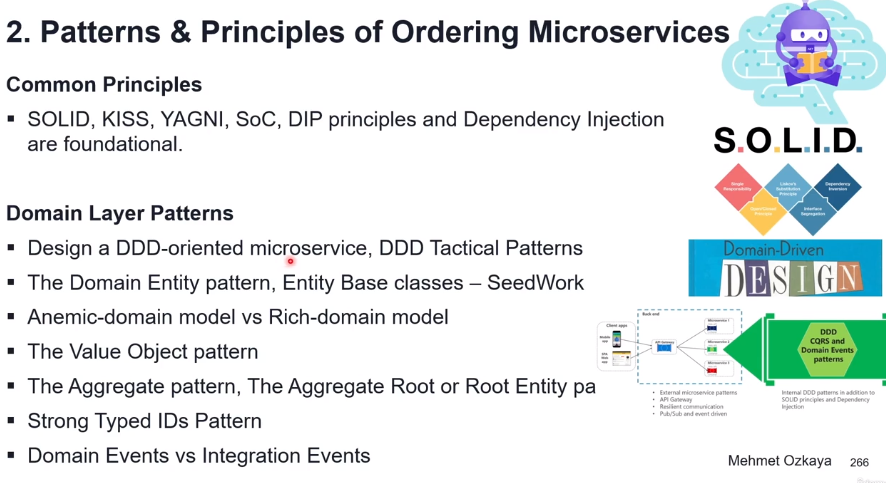 2. Patterns & Principles of Ordering Microservices
Common Principles
▪ SOLID, KISS, YAGNI, SoC, DIP principles and Dependency Injection
are foundational.
Domain Layer Patterns
▪ Design a DDD-oriented microservice, DDD Tactical Patterns
▪ The Domain Entity pattern, Entity Base classes – SeedWork
▪ Anemic-domain model vs Rich-domain model
▪ The Value Object pattern
▪ The Aggregate pattern, The Aggregate Root or Root Entity pa
▪ Strong Typed IDs Pattern
▪ Domain Events vs Integration Events
S.O.L.I.D.
Single
Responsibility
Liskov's
Substitution
Principle
Dependency
Inversion
Open/Closed
Principle
Interface
Segregation
Domain-Driven
DESIGN
Client apps
Back end
Microservice 1
Microservice 2
Microservice 3
API Gateway
DDD
CQRS and
Domain Events
patterns
• External microservice patterns
• API Gateway
• Resilient communication
• Pub/Sub and event driven
Internal DDD patterns in addition to
SOLID principles and Dependency
Injection
Mehmet Ozkaya
266